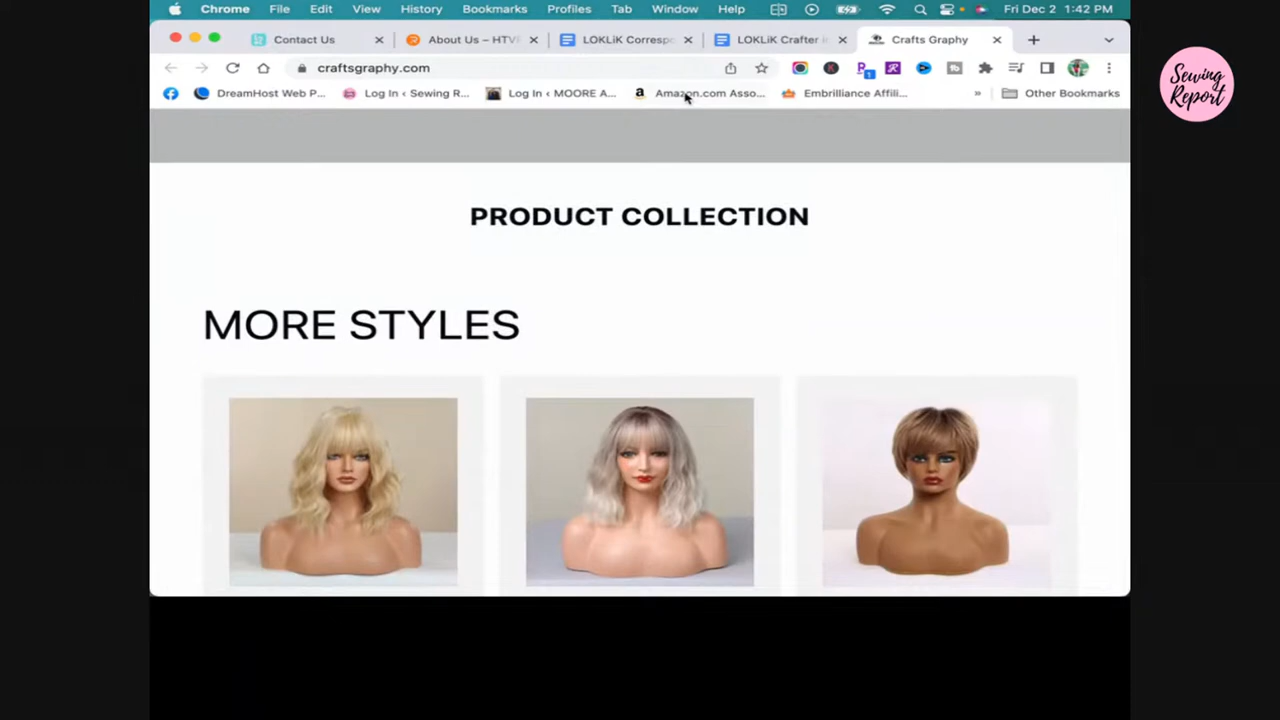 Chrome File Edit View History Bookmarks Profiles Tab Window Help Fri Dec 2 1:42 PM
Contact Us About Us – HTV LOKLiK Corresp LOKLiK Crafter Crafts Graphy
craftsgraphy.com
DreamHost Web P... Log In ‹ Sewing R... Log In ‹ MOORE A... Amazon.com Asso... Embrilliance Affili... » Other Bookmarks
Sewing
Report
PRODUCT COLLECTION
MORE STYLES